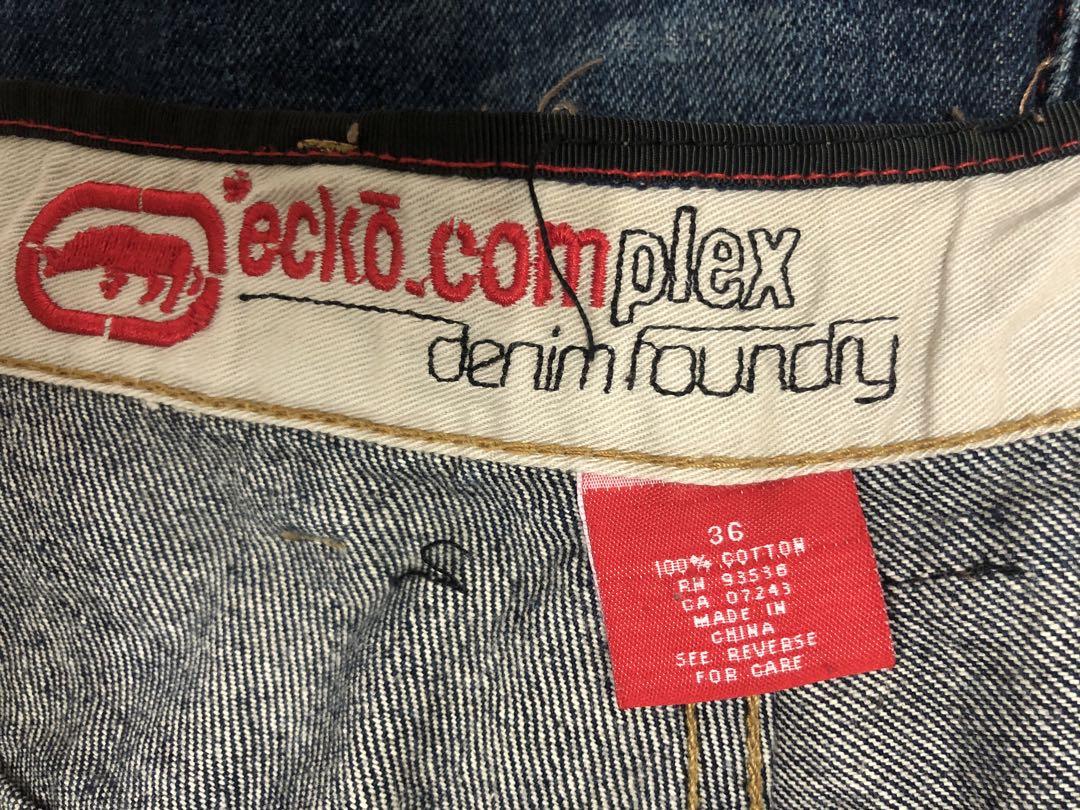 *eckō.complex
denim foundry
36
100% COTTON
RN 93536
CA 07243
MADE IN
CHINA
SEE REVERSE
FOR CARE